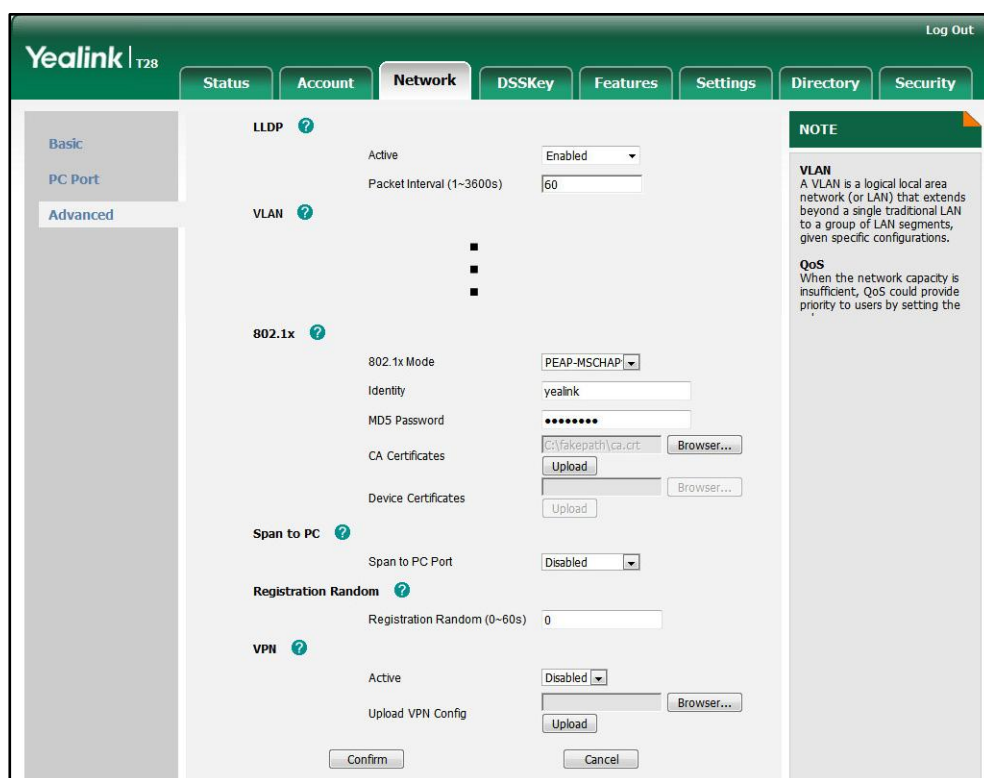 Log Out
Yealink T28
Status Account Network DSSKey Features Settings Directory Security
Basic
PC Port
Advanced
LLDP ?
Active Enabled
Packet Interval (1~3600s) 60
VLAN ?
802.1x ?
802.1x Mode PEAP-MSCHAP
Identity yealink
MD5 Password ••••••••
CA Certificates C:\fakepath\ca.crt Browser...
Upload
Device Certificates Browser...
Upload
Span to PC ?
Span to PC Port Disabled
Registration Random ?
Registration Random (0~60s) 0
VPN ?
Active Disabled
Upload VPN Config Browser...
Upload
Confirm Cancel
NOTE
VLAN
A VLAN is a logical local area
network (or LAN) that extends
beyond a single traditional LAN
to a group of LAN segments,
given specific configurations.
QoS
When the network capacity is
insufficient, QoS could provide
priority to users by setting the